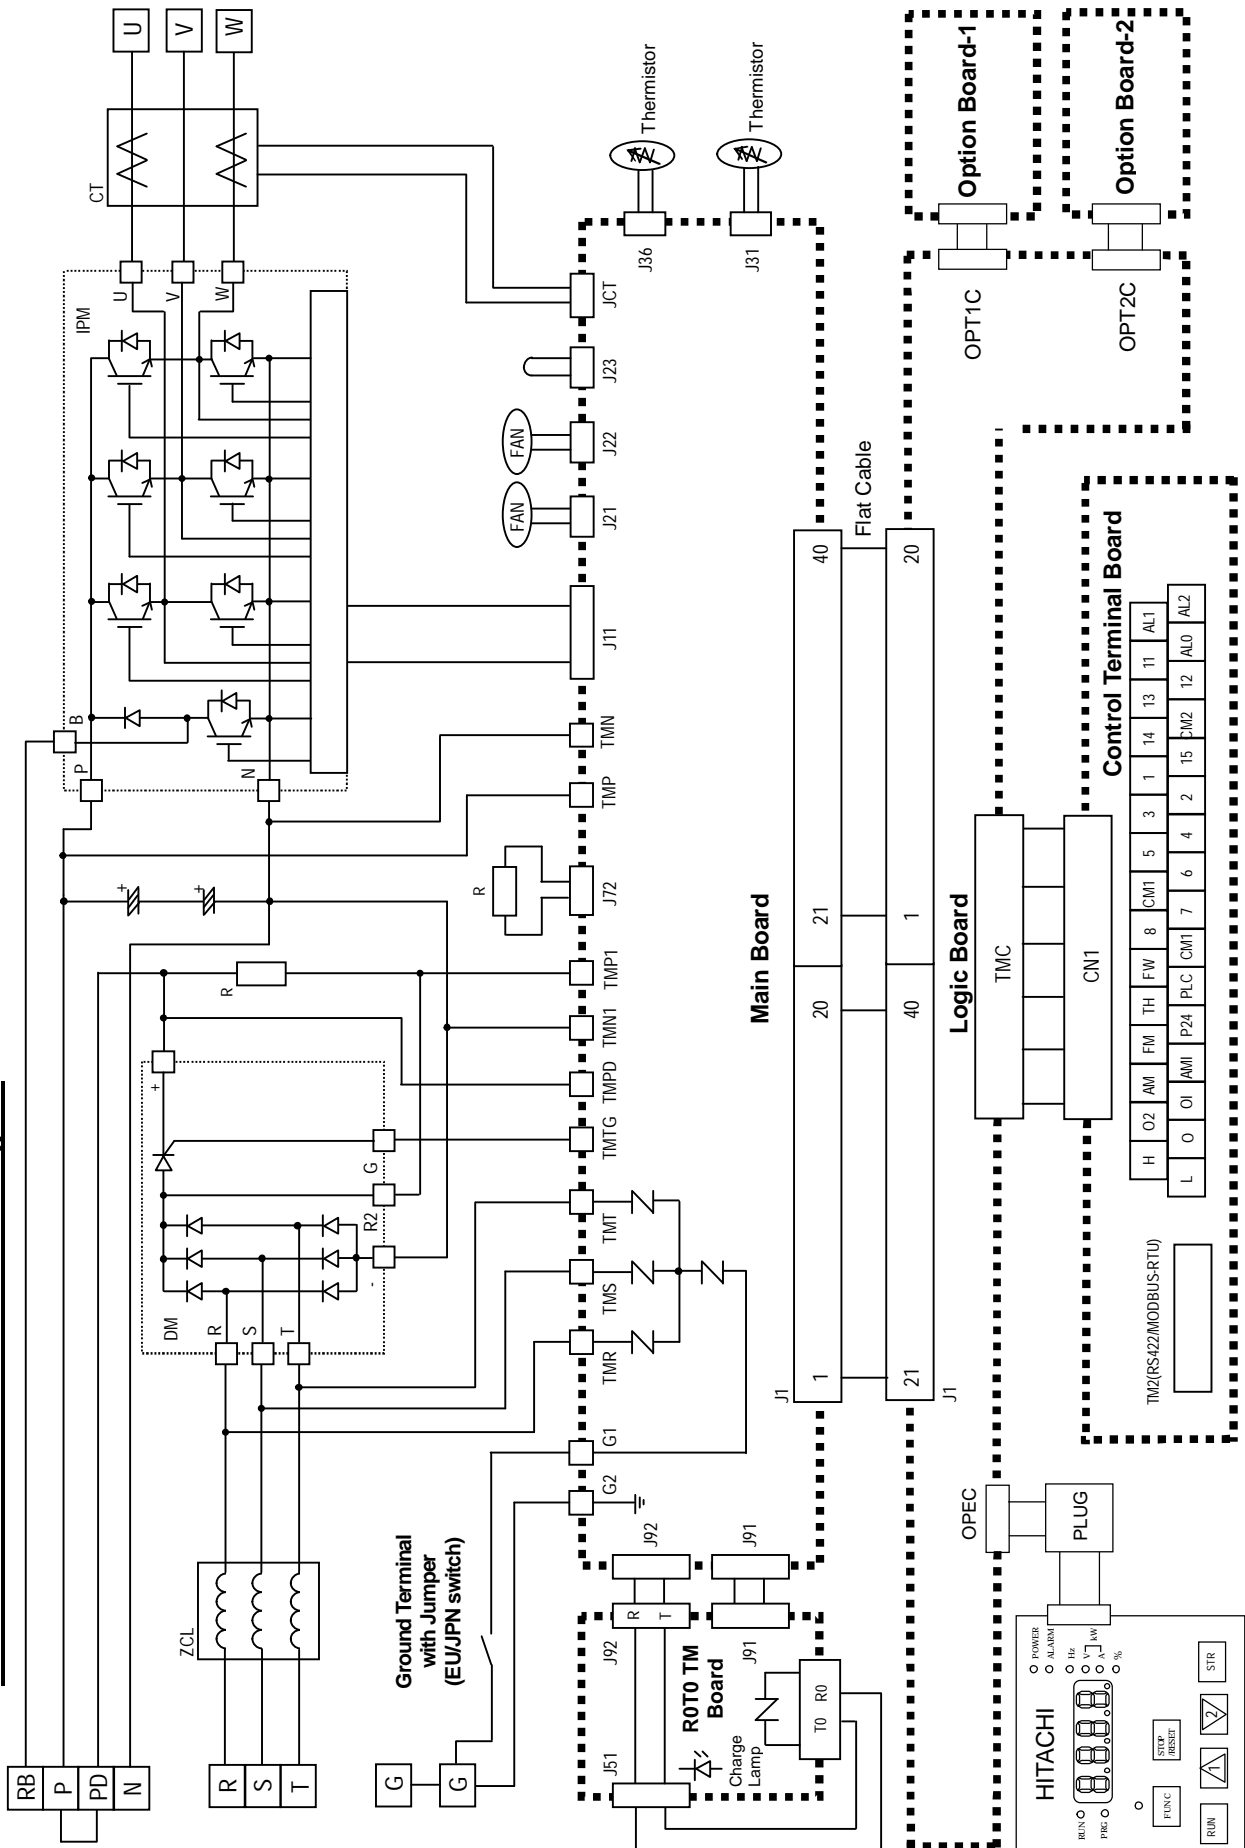 U
V
W
CT
IPM
U
V
W
B
P
N
RB
P
PD
N
R
+
+
R
+
DM
R
S
T
R2
G
-
ZCL
R
S
T
Ground Terminal
with Jumper
(EU/JPN switch)
G
G
G2
G1
TMR
TMS
TMT
TMTG
TMPD
TMN1
TMP1
J72
R
TMP
TMN
J11
J21
FAN
J22
FAN
J23
JCT
J36
Thermistor
J31
Thermistor
Main Board
J92
J91
J92
R
T
J91
R0T0 TM
Board
J51
Charge
Lamp
T0 R0
J1
1 20 21 40
Flat Cable
21 40 1 20
J1
Logic Board
TMC
CN1
OPT1C
Option Board-1
OPT2C
Option Board-2
Control Terminal Board
H O2 AM FM TH FW 8 CM1 5 3 1 14 13 11 AL1
L O OI AMI P24 PLC CM1 7 6 4 2 15 CM2 12 AL0 AL2
TM2(RS422/MODBUS-RTU)
OPEC
PLUG
HITACHI
POWER
ALARM
Hz
V
A
kW
%
RUN
PRG
RUN
FUNC
1
2
STOP
/RESET
STR